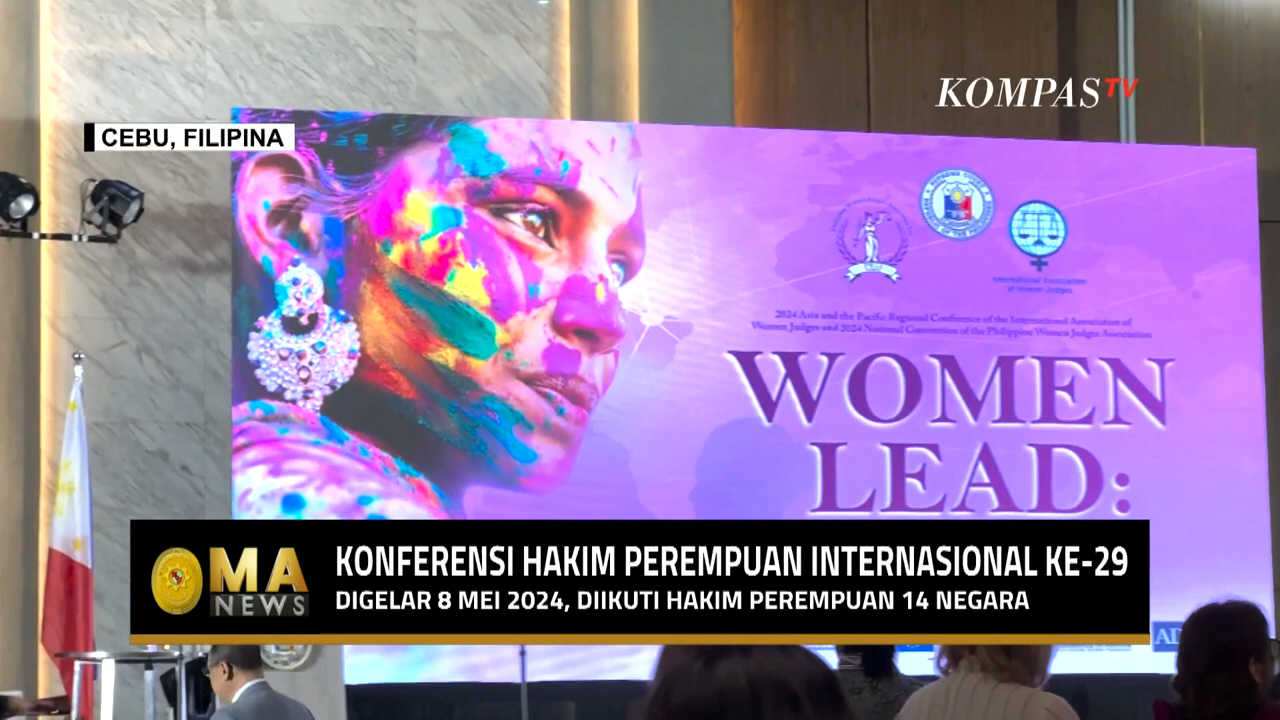 KOMPAS TV
CEBU, FILIPINA
International Association
of Women Judges
2024 Asia and the Pacific Regional Conference of the International Association of
Women Judges and 2024 National Convention of the Philippine Women Judges Association
WOMEN
LEAD:
MA
NEWS
KONFERENSI HAKIM PEREMPUAN INTERNASIONAL KE-29
DIGELAR 8 MEI 2024, DIIKUTI HAKIM PEREMPUAN 14 NEGARA